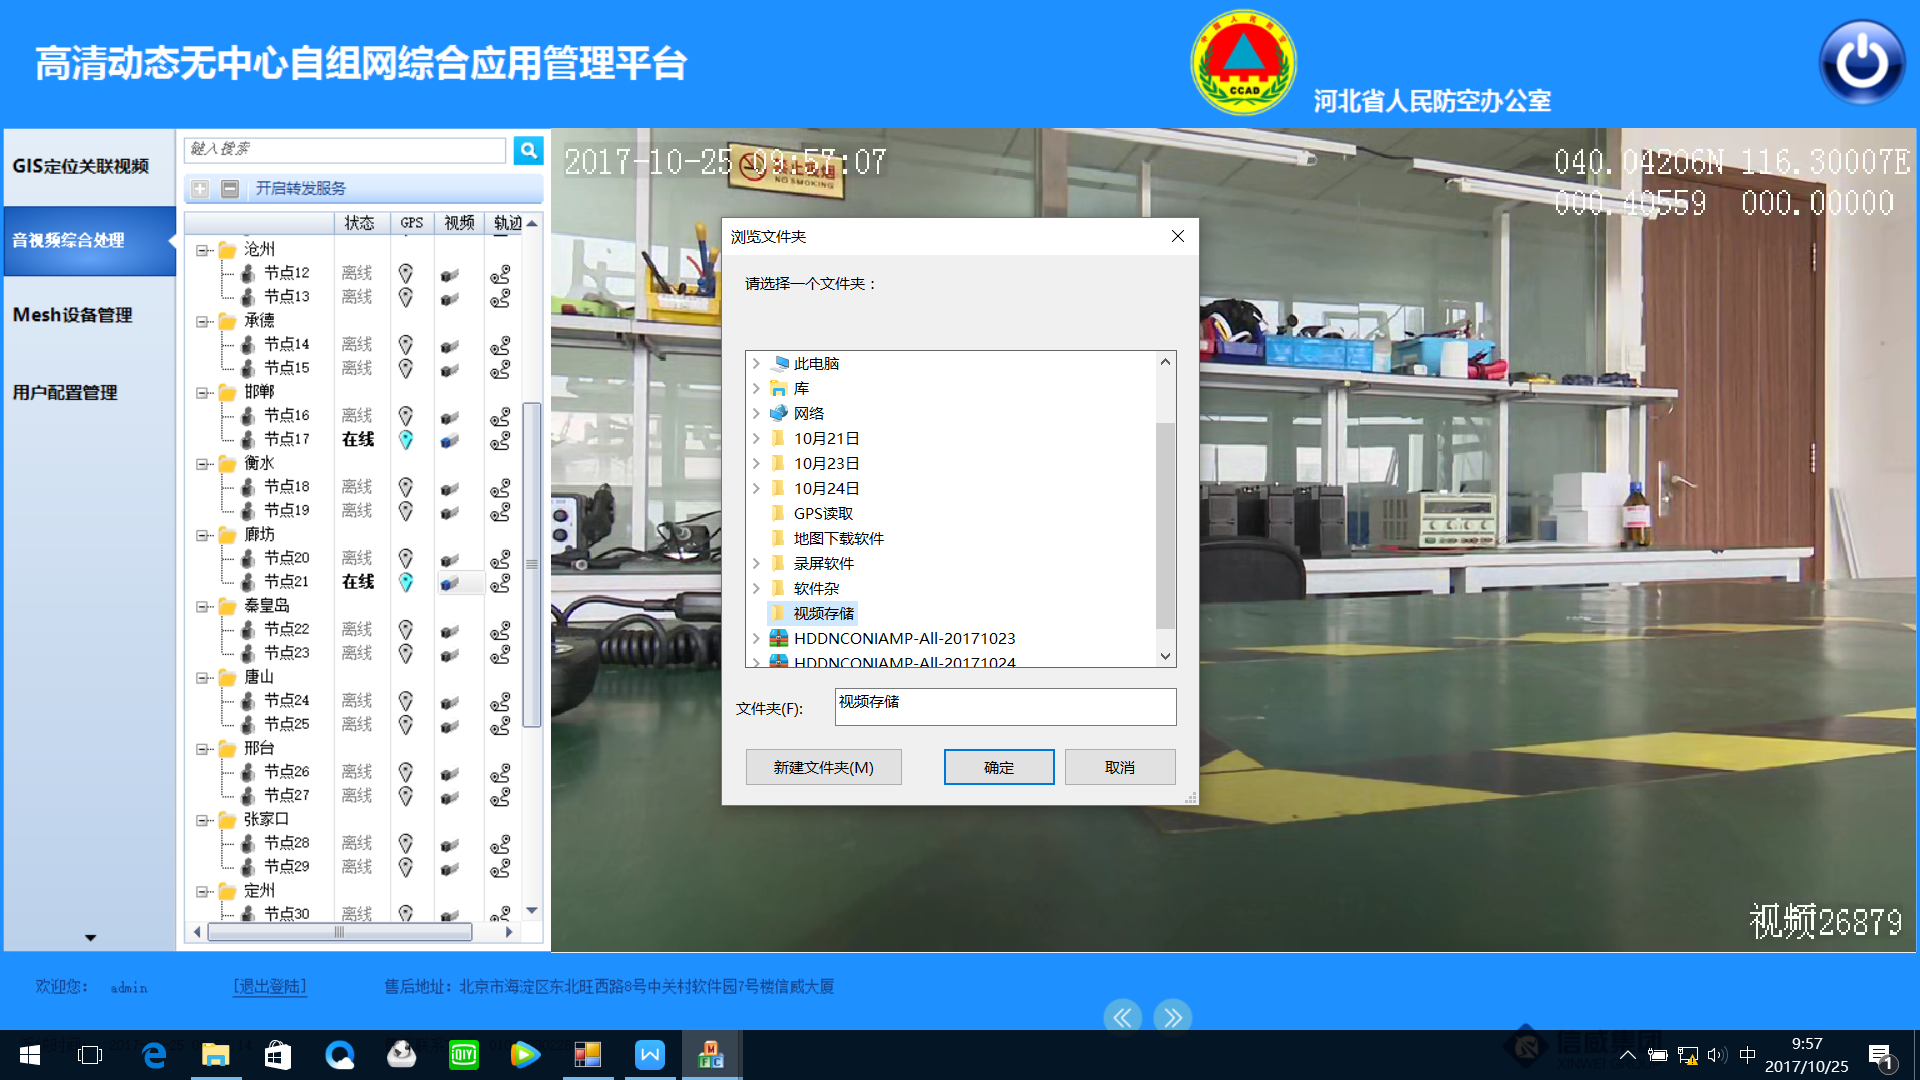 高清动态无中心自组网综合应用管理平台
CCAD
河北省人民防空办公室
GIS定位关联视频
音视频综合处理
Mesh设备管理
用户配置管理
键入搜索
开启转发服务
状态 GPS 视频 轨迹
沧州
节点12 离线
节点13 离线
承德
节点14 离线
节点15 离线
邯郸
节点16 离线
节点17 在线
衡水
节点18 离线
节点19 离线
廊坊
节点20 离线
节点21 在线
秦皇岛
节点22 离线
节点23 离线
唐山
节点24 离线
节点25 离线
邢台
节点26 离线
节点27 离线
张家口
节点28 离线
节点29 离线
定州
节点30 离线
2017-10-25 09:57:07
NO SMOKING
040.04206N 116.30007E
000.40559 000.00000
浏览文件夹
请选择一个文件夹：
此电脑
库
网络
10月21日
10月23日
10月24日
GPS读取
地图下载软件
录屏软件
软件杂
视频存储
HDDNCONIAMP-All-20171023
HDDNCONIAMP-All-20171024
文件夹(F): 视频存储
新建文件夹(M) 确定 取消
视频26879
欢迎您： admin [退出登陆] 售后地址：北京市海淀区东北旺西路8号中关村软件园7号楼信威大厦
信威集团
XINWEI GROUP
中
9:57
2017/10/25
1